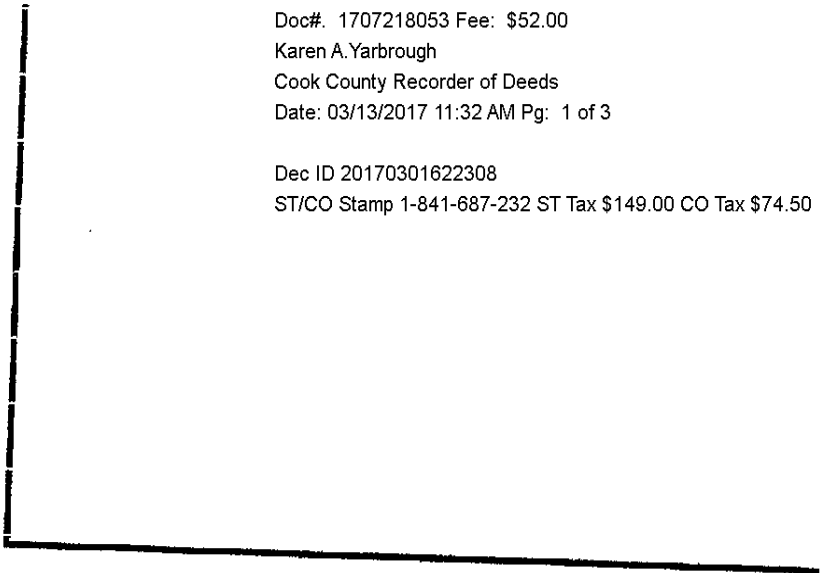 Doc#. 1707218053 Fee: $52.00
Karen A.Yarbrough
Cook County Recorder of Deeds
Date: 03/13/2017 11:32 AM Pg: 1 of 3
Dec ID 20170301622308
ST/CO Stamp 1-841-687-232 ST Tax $149.00 CO Tax $74.50